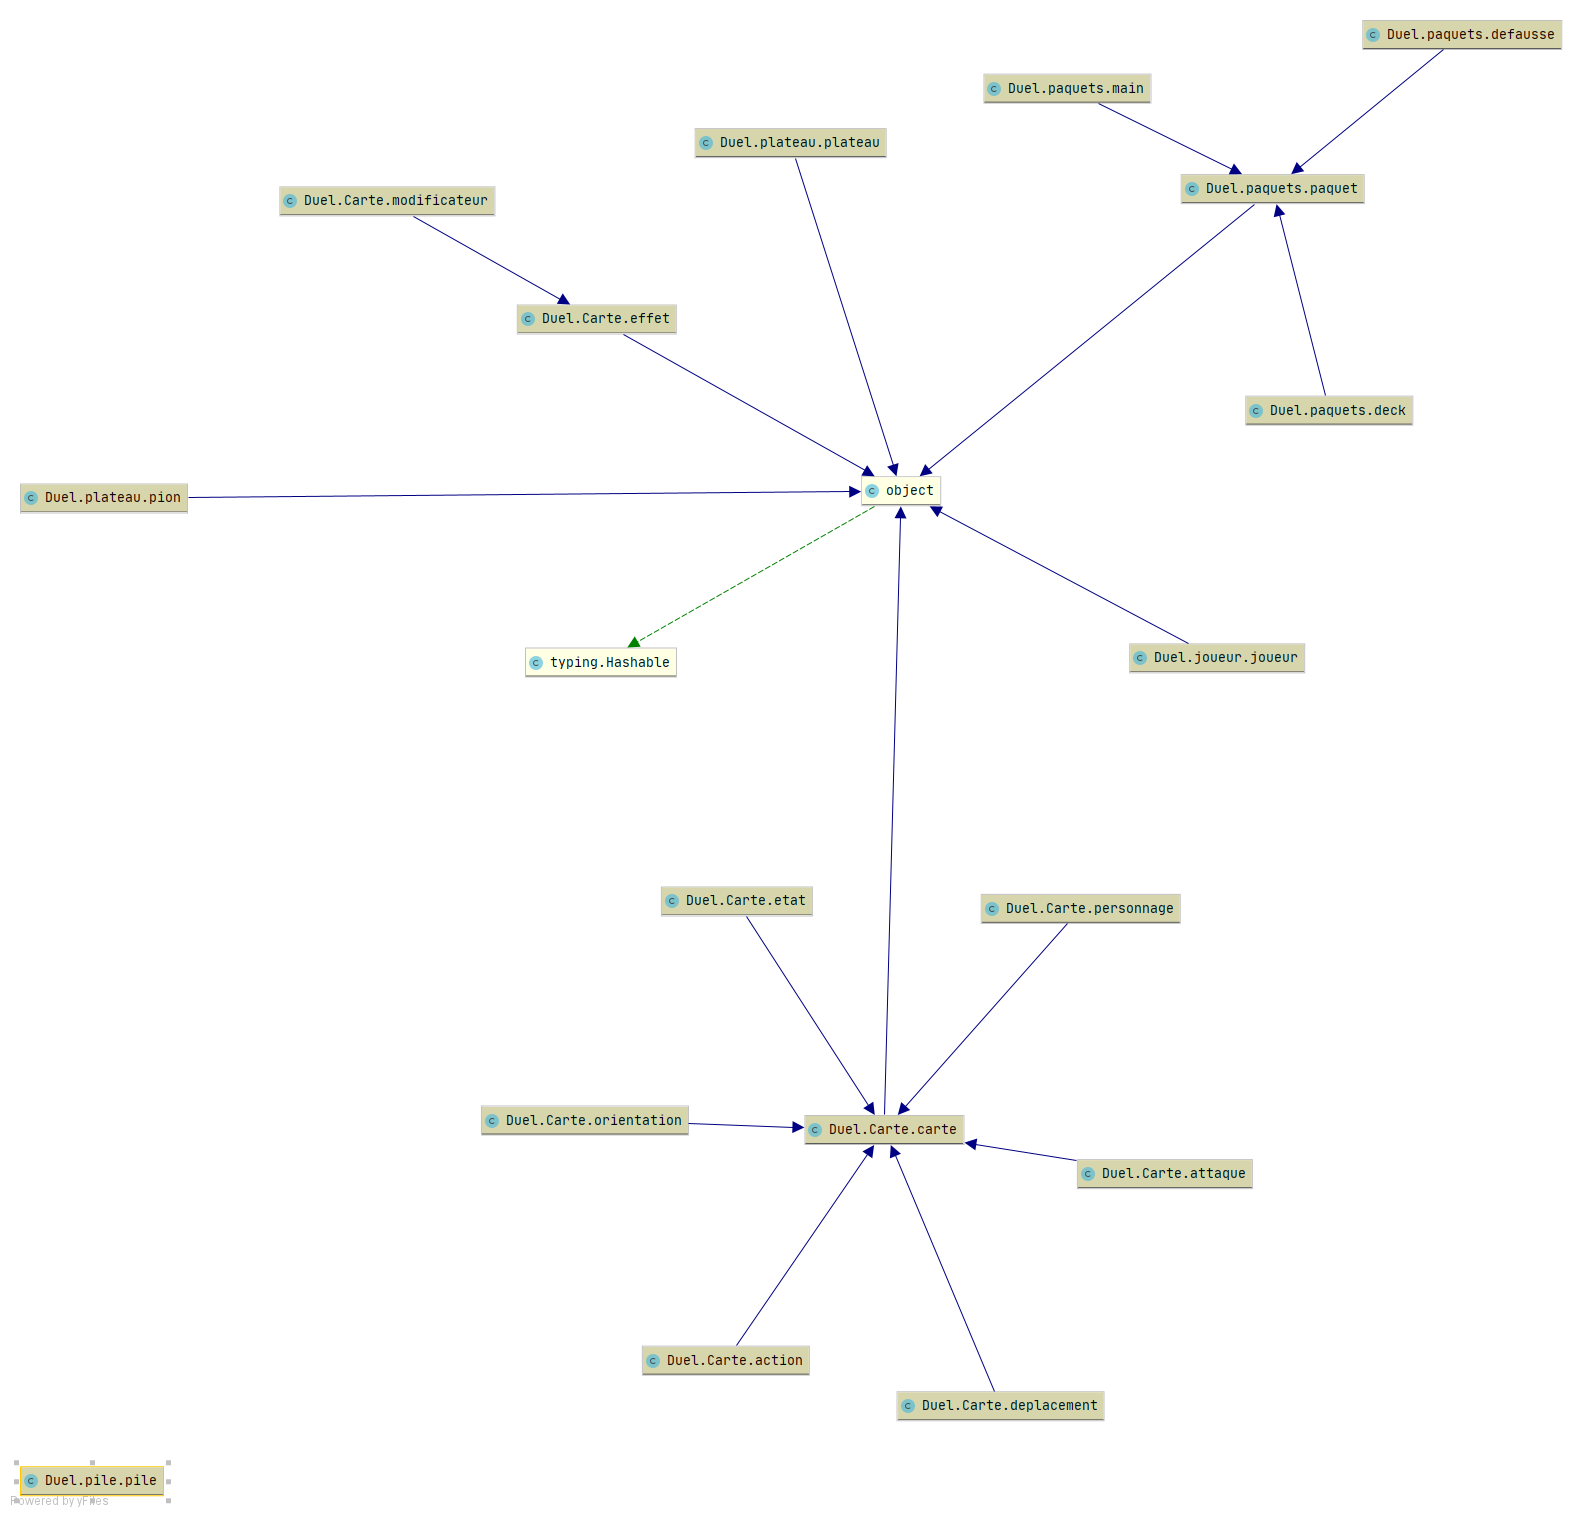 Duel.paquets.defausse
Duel.paquets.main
Duel.plateau.plateau
Duel.paquets.paquet
Duel.Carte.modificateur
Duel.Carte.effet
Duel.paquets.deck
object
Duel.plateau.pion
typing.Hashable
Duel.joueur.joueur
Duel.Carte.etat
Duel.Carte.personnage
Duel.Carte.orientation
Duel.Carte.carte
Duel.Carte.attaque
Duel.Carte.action
Duel.Carte.deplacement
Duel.pile.pile
Powered by yFiles